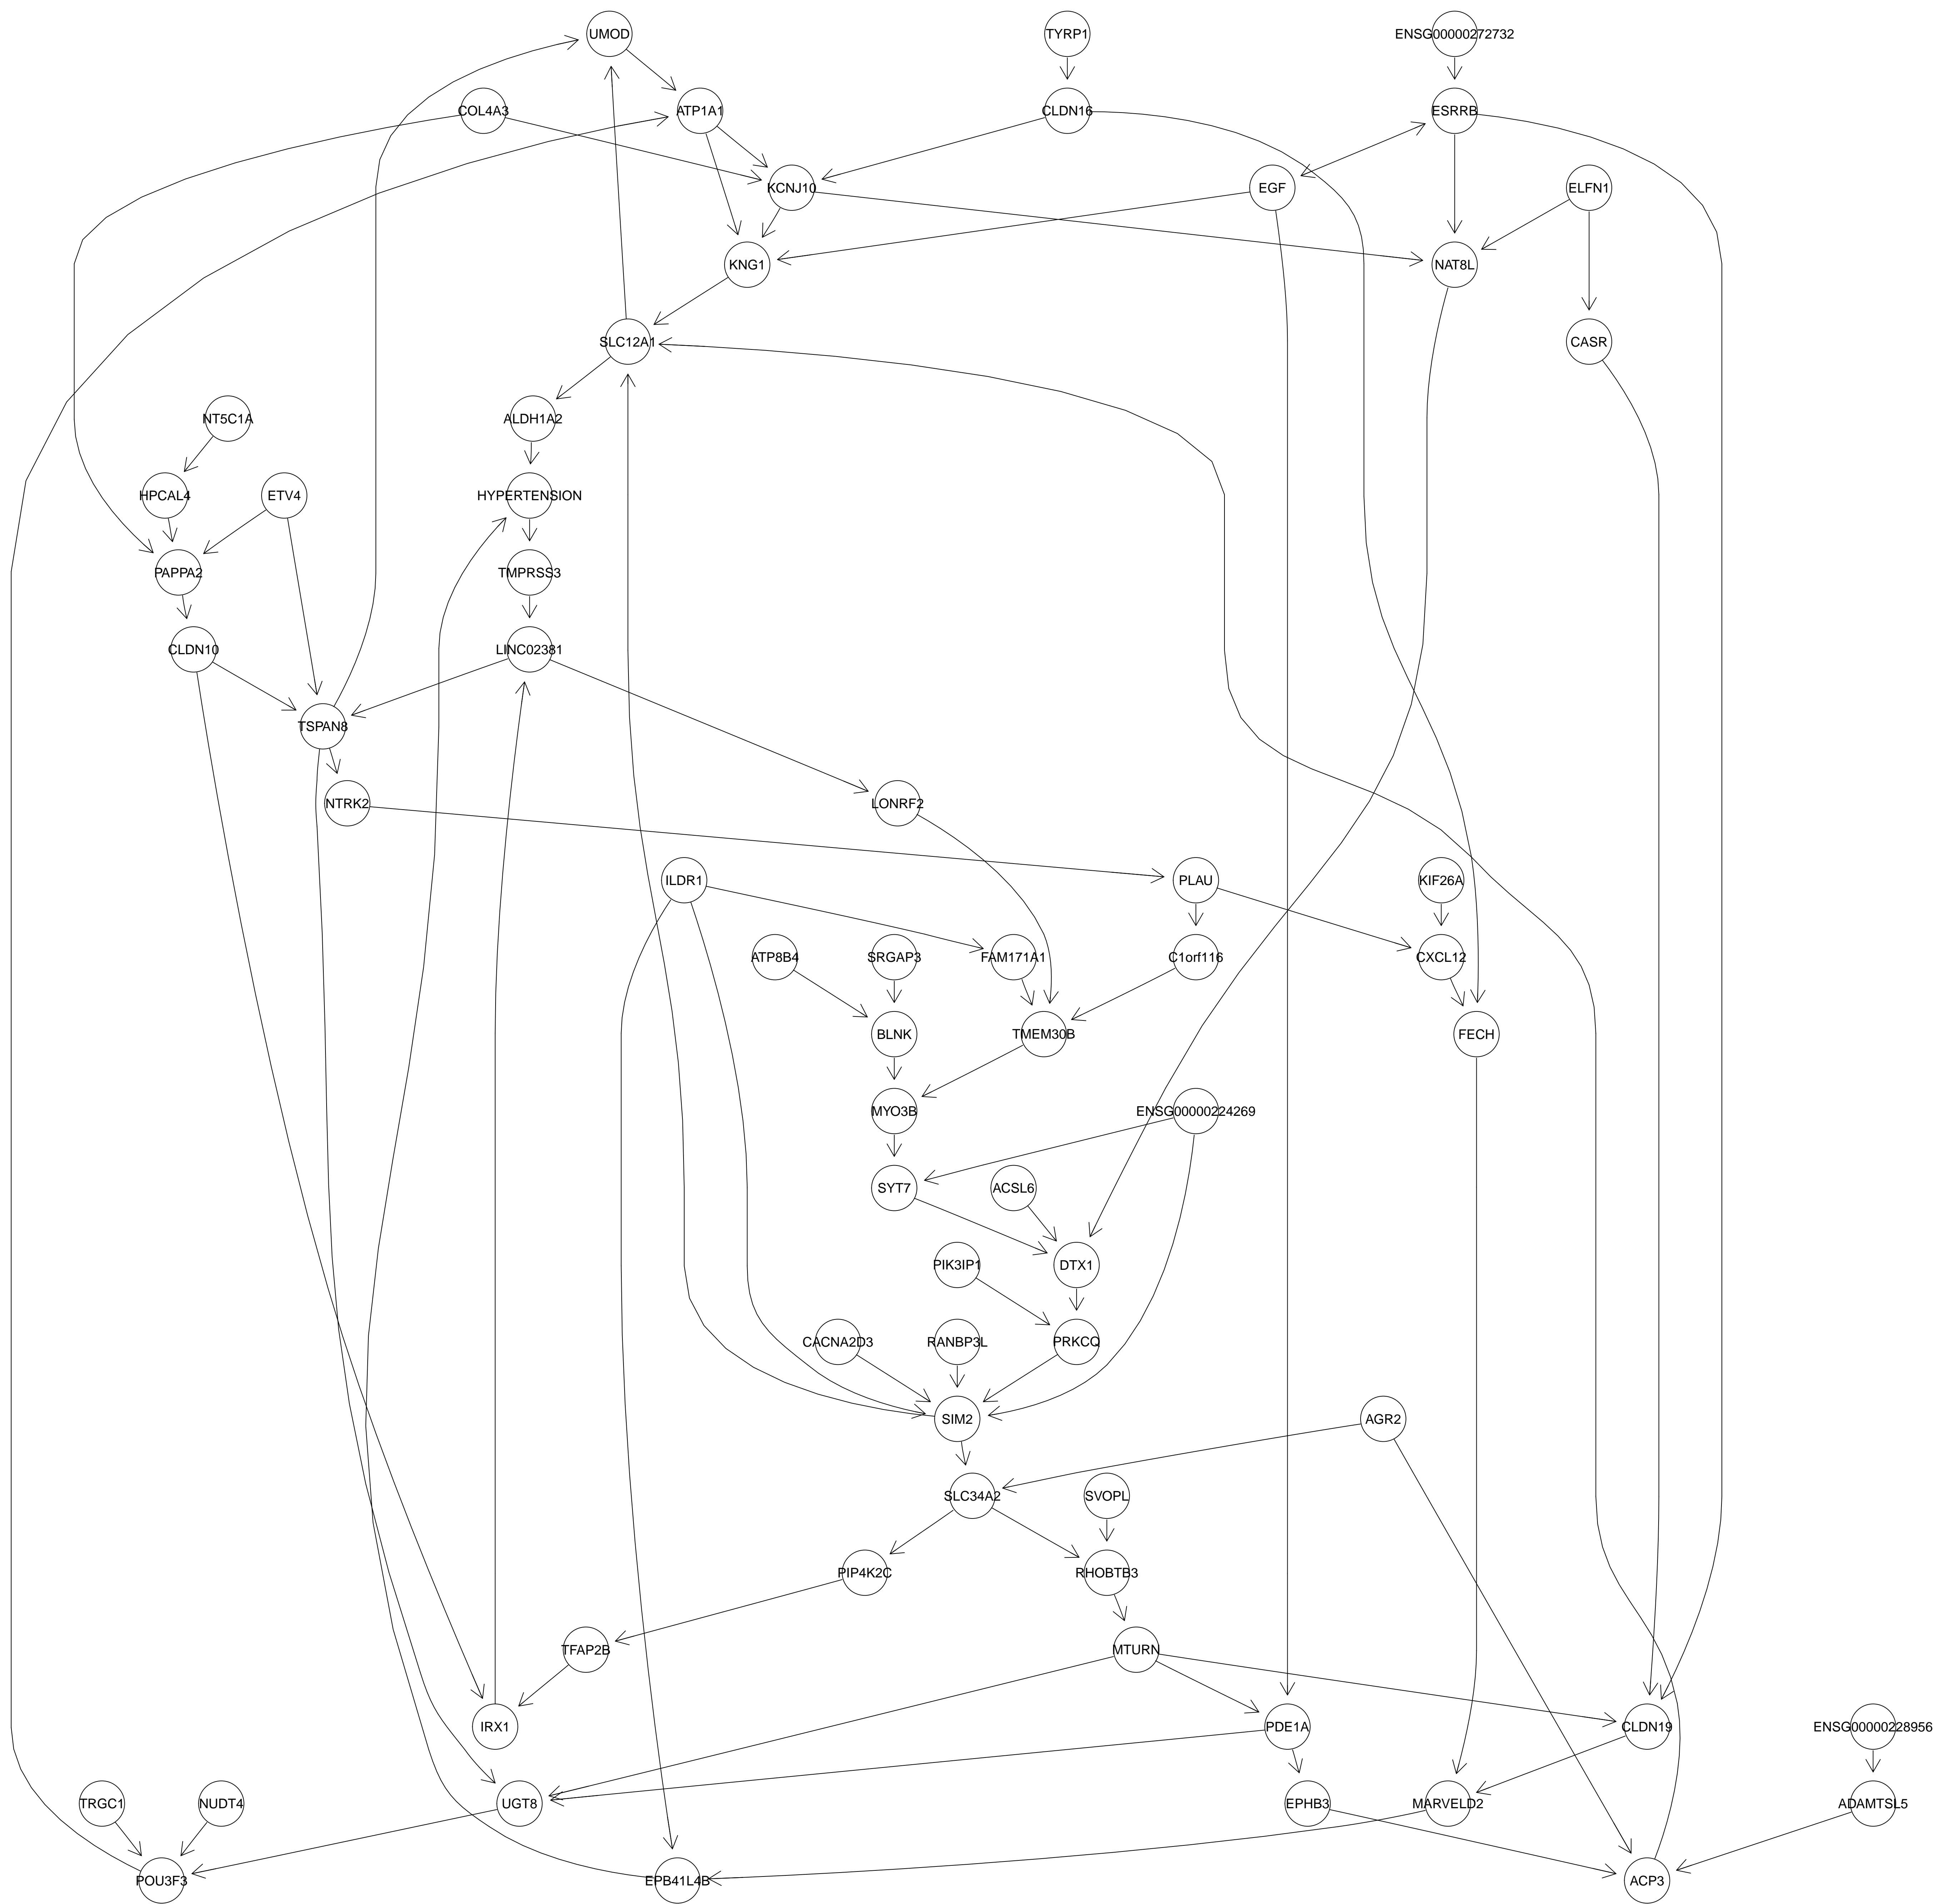 UMOD
TYRP1
ENSG00000272732
COL4A3
ATP1A1
CLDN16
ESRRB
KCNJ10
EGF
ELFN1
KNG1
NAT8L
SLC12A1
CASR
NT5C1A
ALDH1A2
HPCAL4
ETV4
HYPERTENSION
PAPPA2
TMPRSS3
CLDN10
LINC02381
TSPAN8
NTRK2
LONRF2
ILDR1
PLAU
KIF26A
ATP8B4
SRGAP3
FAM171A1
C1orf116
CXCL12
BLNK
TMEM30B
FECH
MYO3B
ENSG00000224269
SYT7
ACSL6
PIK3IP1
DTX1
CACNA2D3
RANBP3L
PRKCQ
SIM2
AGR2
SLC34A2
SVOPL
PIP4K2C
RHOBTB3
TFAP2B
MTURN
IRX1
PDE1A
CLDN19
ENSG00000228956
TRGC1
NUDT4
UGT8
EPHB3
MARVELD2
ADAMTSL5
POU3F3
EPB41L4B
ACP3